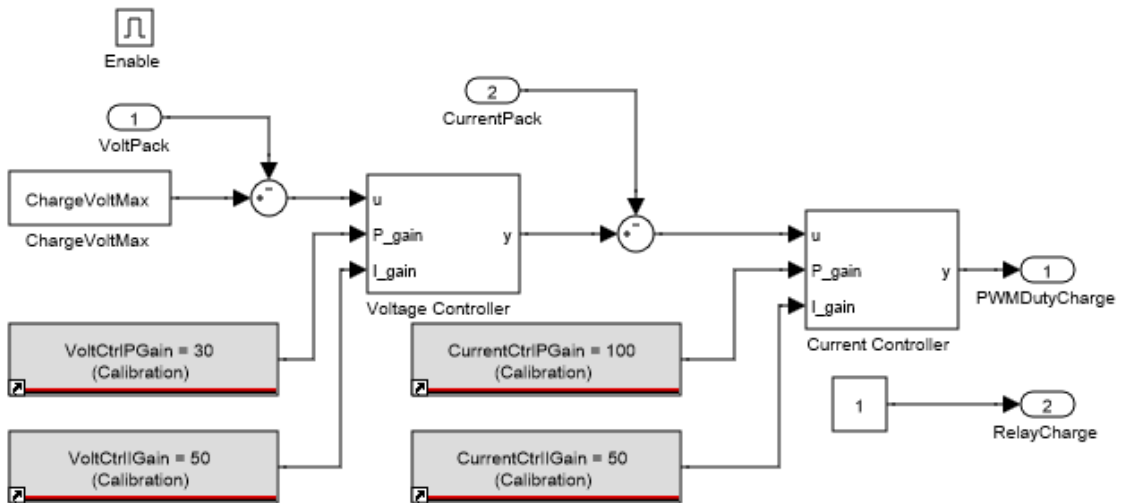 Enable
1
VoltPack
2
CurrentPack
ChargeVoltMax
ChargeVoltMax
u
P_gain
I_gain
y
Voltage Controller
u
P_gain
I_gain
y
Current Controller
1
PWMDutyCharge
VoltCtrlPGain = 30
(Calibration)
CurrentCtrlPGain = 100
(Calibration)
1
2
RelayCharge
VoltCtrlIGain = 50
(Calibration)
CurrentCtrlIGain = 50
(Calibration)